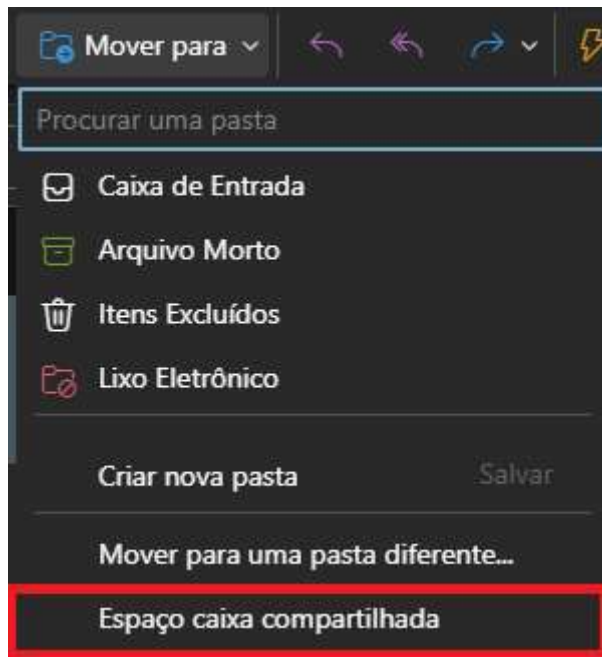 Mover para
Procurar uma pasta
Caixa de Entrada
Arquivo Morto
Itens Excluídos
Lixo Eletrônico
Criar nova pasta Salvar
Mover para uma pasta diferente...
Espaço caixa compartilhada